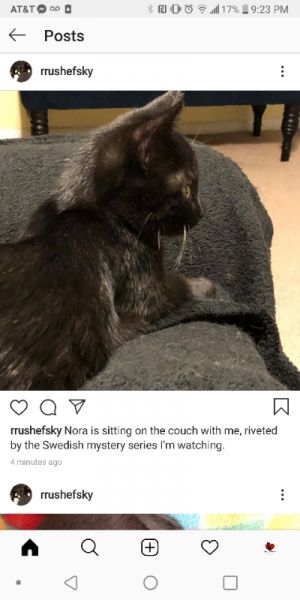 AT&T 17% 9:23 PM
Posts
rrushefsky
rrushefsky Nora is sitting on the couch with me, riveted
by the Swedish mystery series I'm watching.
4 minutes ago
rrushefsky